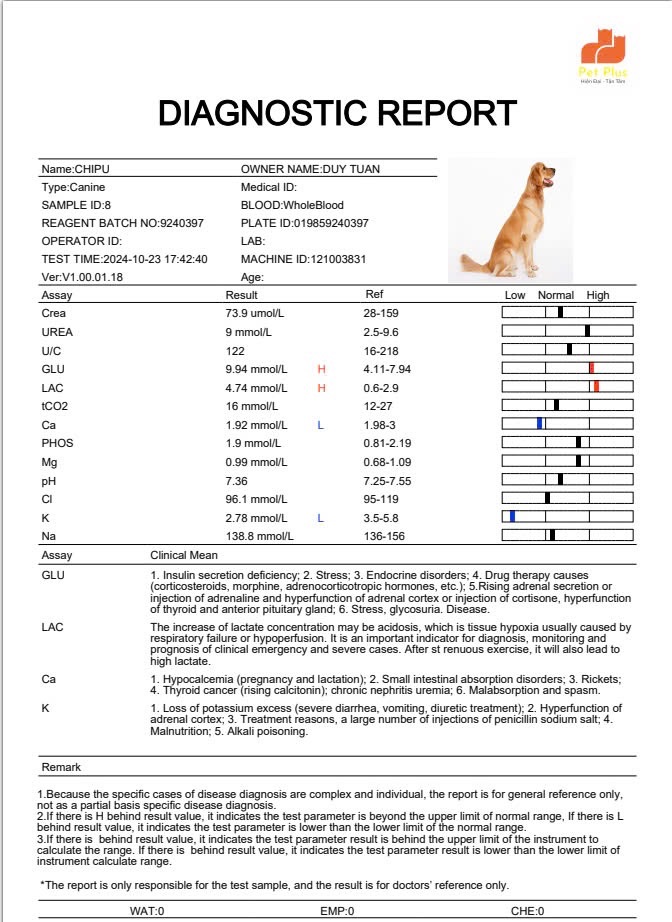 Pet Plus
Hiện Đại - Tận Tâm
DIAGNOSTIC REPORT
Name:CHIPU OWNER NAME:DUY TUAN
Type:Canine Medical ID:
SAMPLE ID:8 BLOOD:WholeBlood
REAGENT BATCH NO:9240397 PLATE ID:019859240397
OPERATOR ID: LAB:
TEST TIME:2024-10-23 17:42:40 MACHINE ID:121003831
Ver:V1.00.01.18 Age:
Assay Result Ref Low Normal High
Crea 73.9 umol/L 28-159
UREA 9 mmol/L 2.5-9.6
U/C 122 16-218
GLU 9.94 mmol/L H 4.11-7.94
LAC 4.74 mmol/L H 0.6-2.9
tCO2 16 mmol/L 12-27
Ca 1.92 mmol/L L 1.98-3
PHOS 1.9 mmol/L 0.81-2.19
Mg 0.99 mmol/L 0.68-1.09
pH 7.36 7.25-7.55
Cl 96.1 mmol/L 95-119
K 2.78 mmol/L L 3.5-5.8
Na 138.8 mmol/L 136-156
Assay Clinical Mean
GLU 1. Insulin secretion deficiency; 2. Stress; 3. Endocrine disorders; 4. Drug therapy causes
(corticosteroids, morphine, adrenocorticotropic hormones, etc.); 5.Rising adrenal secretion or
injection of adrenaline and hyperfunction of adrenal cortex or injection of cortisone, hyperfunction
of thyroid and anterior pituitary gland; 6. Stress, glycosuria. Disease.
LAC The increase of lactate concentration may be acidosis, which is tissue hypoxia usually caused by
respiratory failure or hypoperfusion. It is an important indicator for diagnosis, monitoring and
prognosis of clinical emergency and severe cases. After st renuous exercise, it will also lead to
high lactate.
Ca 1. Hypocalcemia (pregnancy and lactation); 2. Small intestinal absorption disorders; 3. Rickets;
4. Thyroid cancer (rising calcitonin); chronic nephritis uremia; 6. Malabsorption and spasm.
K 1. Loss of potassium excess (severe diarrhea, vomiting, diuretic treatment); 2. Hyperfunction of
adrenal cortex; 3. Treatment reasons, a large number of injections of penicillin sodium salt; 4.
Malnutrition; 5. Alkali poisoning.
Remark
1.Because the specific cases of disease diagnosis are complex and individual, the report is for general reference only,
not as a partial basis specific disease diagnosis.
2.If there is H behind result value, it indicates the test parameter is beyond the upper limit of normal range, If there is L
behind result value, it indicates the test parameter is lower than the lower limit of the normal range.
3.If there is behind result value, it indicates the test parameter result is behind the upper limit of the instrument to
calculate the range. If there is behind result value, it indicates the test parameter result is lower than the lower limit of
instrument calculate range.
*The report is only responsible for the test sample, and the result is for doctors' reference only.
WAT:0 EMP:0 CHE:0